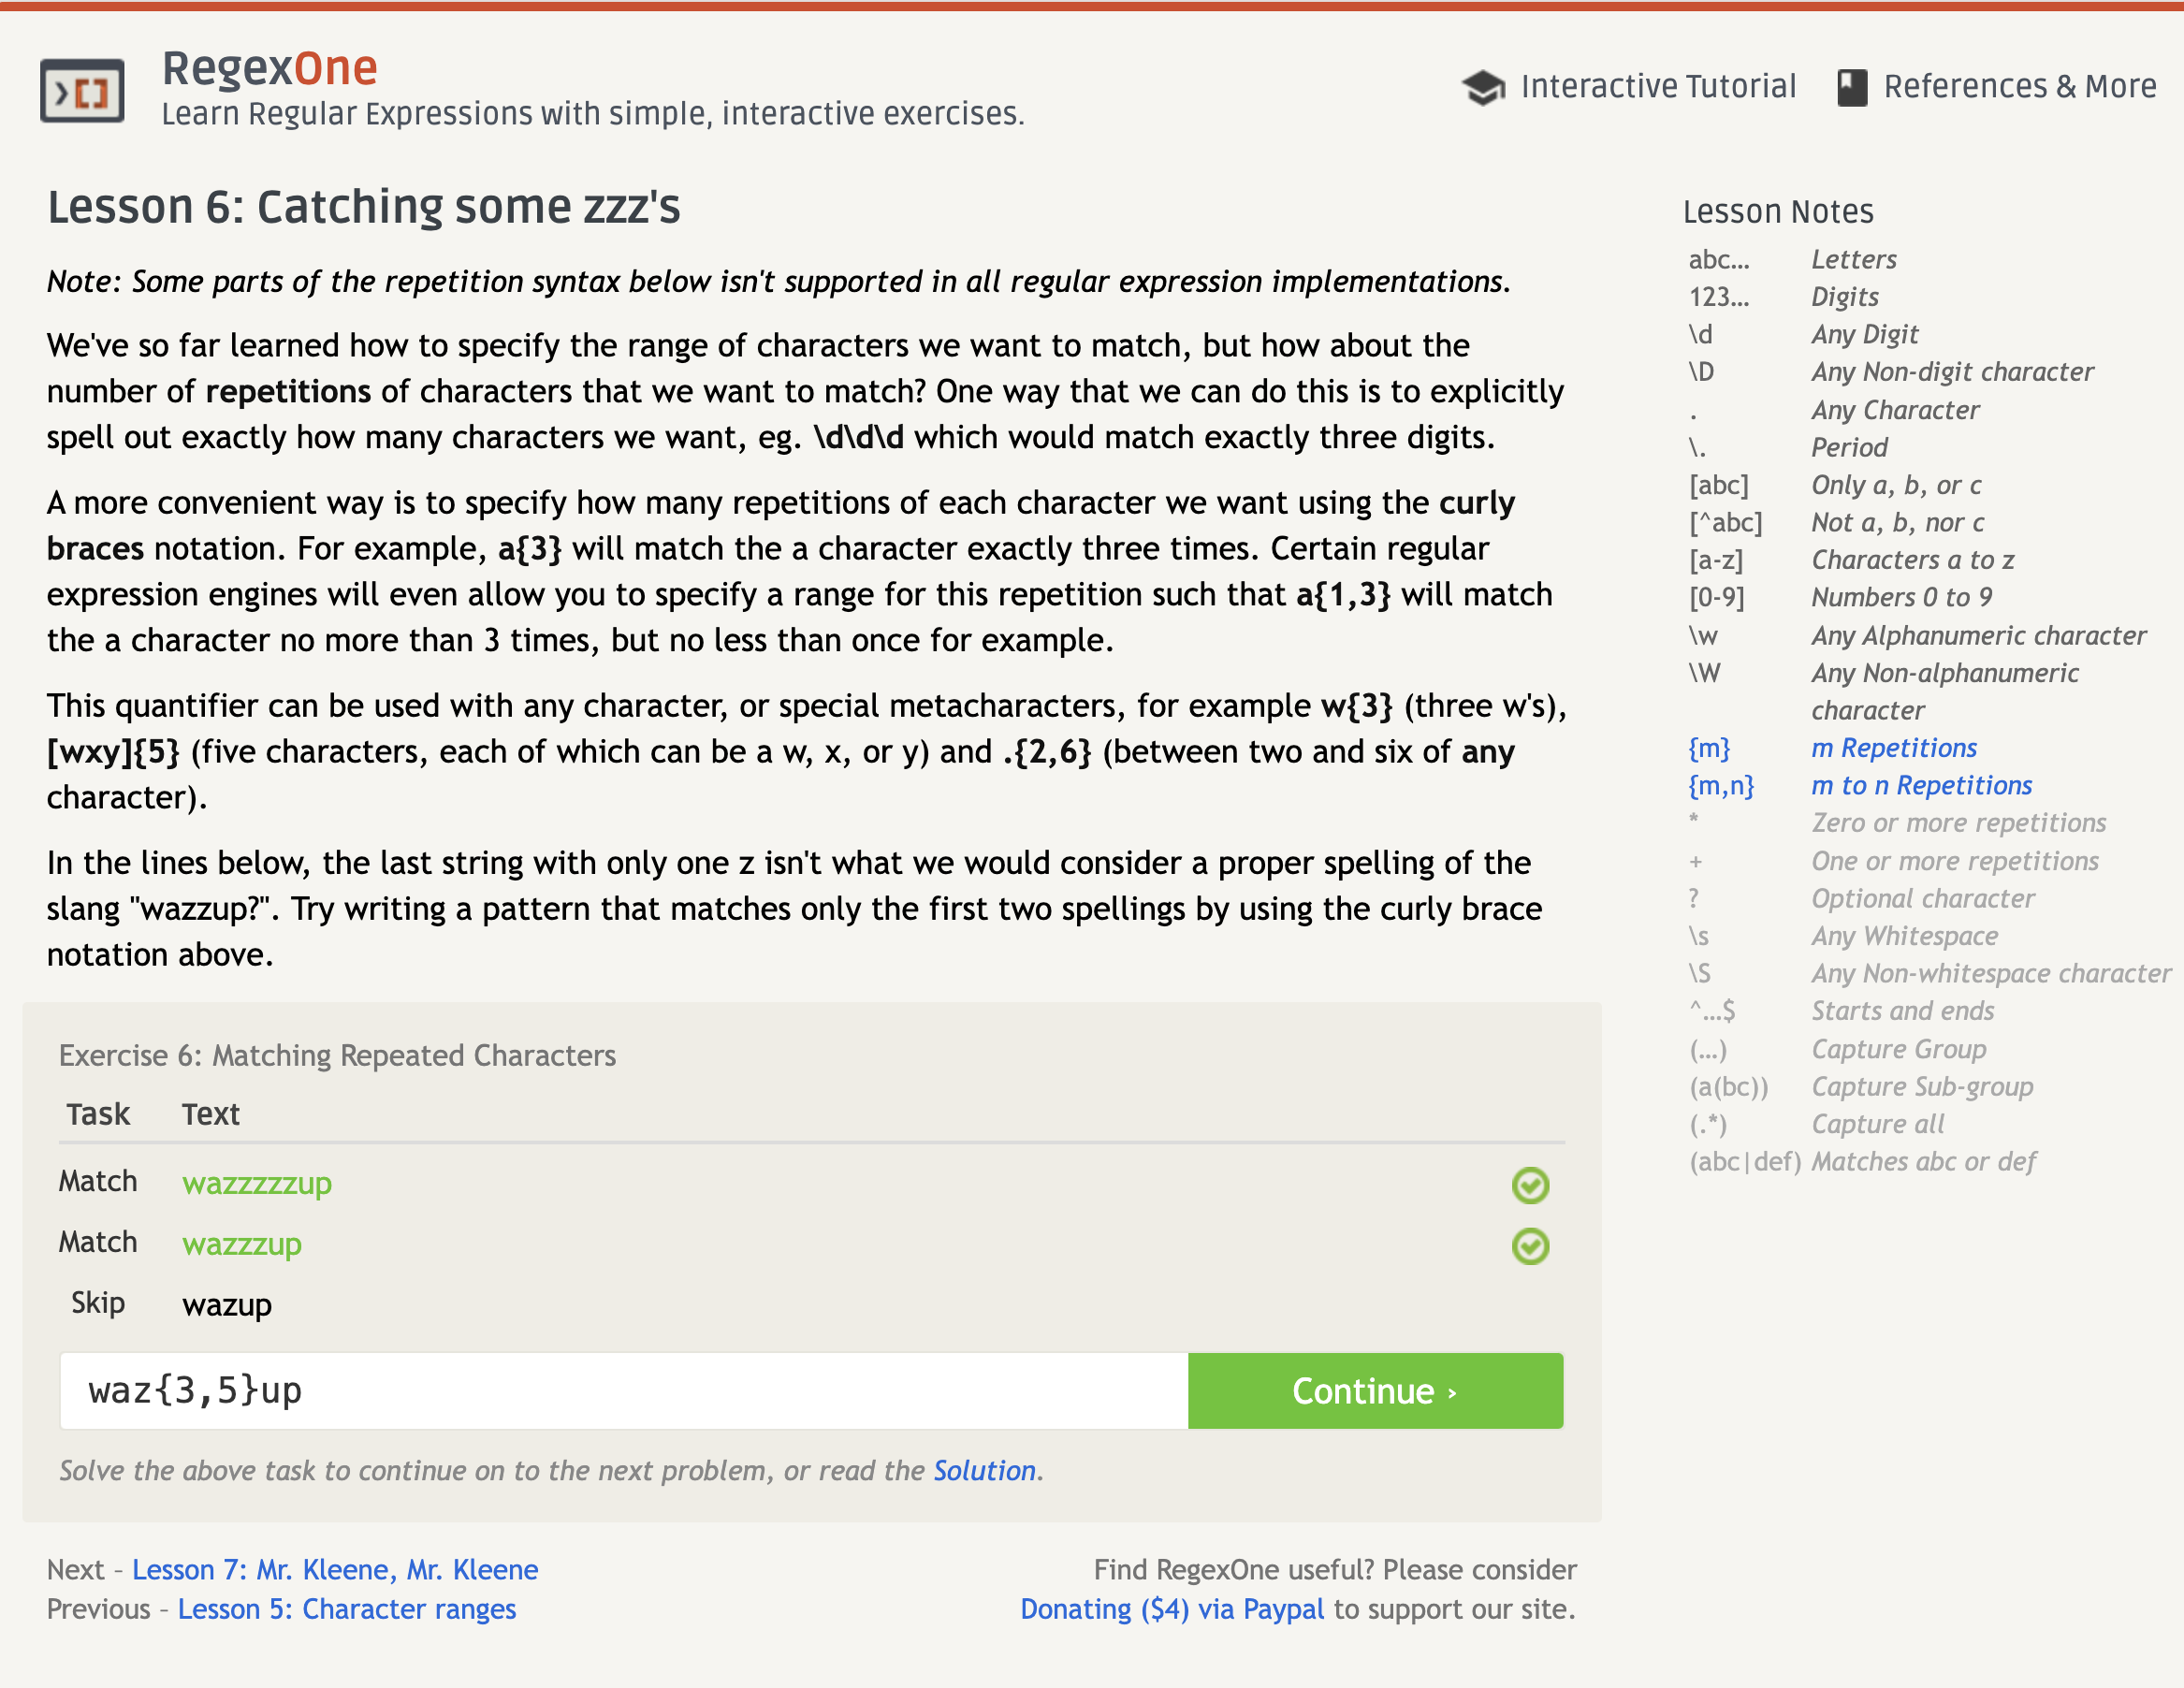 RegexOne
Learn Regular Expressions with simple, interactive exercises.
Interactive Tutorial
References & More
Lesson 6: Catching some zzz's
Note: Some parts of the repetition syntax below isn't supported in all regular expression implementations.
We've so far learned how to specify the range of characters we want to match, but how about the
number of repetitions of characters that we want to match? One way that we can do this is to explicitly
spell out exactly how many characters we want, eg. \d\d\d which would match exactly three digits.
A more convenient way is to specify how many repetitions of each character we want using the curly
braces notation. For example, a{3} will match the a character exactly three times. Certain regular
expression engines will even allow you to specify a range for this repetition such that a{1,3} will match
the a character no more than 3 times, but no less than once for example.
This quantifier can be used with any character, or special metacharacters, for example w{3} (three w's),
[wxy]{5} (five characters, each of which can be a w, x, or y) and .{2,6} (between two and six of any
character).
In the lines below, the last string with only one z isn't what we would consider a proper spelling of the
slang "wazzup?". Try writing a pattern that matches only the first two spellings by using the curly brace
notation above.
Exercise 6: Matching Repeated Characters
Task Text
Match wazzzzzup
Match wazzzup
Skip wazup
waz{3,5}up
Continue ›
Solve the above task to continue on to the next problem, or read the Solution.
Next – Lesson 7: Mr. Kleene, Mr. Kleene
Previous – Lesson 5: Character ranges
Find RegexOne useful? Please consider
Donating ($4) via Paypal to support our site.
Lesson Notes
abc… Letters
123… Digits
\d Any Digit
\D Any Non-digit character
. Any Character
\. Period
[abc] Only a, b, or c
[^abc] Not a, b, nor c
[a-z] Characters a to z
[0-9] Numbers 0 to 9
\w Any Alphanumeric character
\W Any Non-alphanumeric
character
{m} m Repetitions
{m,n} m to n Repetitions
* Zero or more repetitions
+ One or more repetitions
? Optional character
\s Any Whitespace
\S Any Non-whitespace character
^…$ Starts and ends
(…) Capture Group
(a(bc)) Capture Sub-group
(.*) Capture all
(abc|def) Matches abc or def